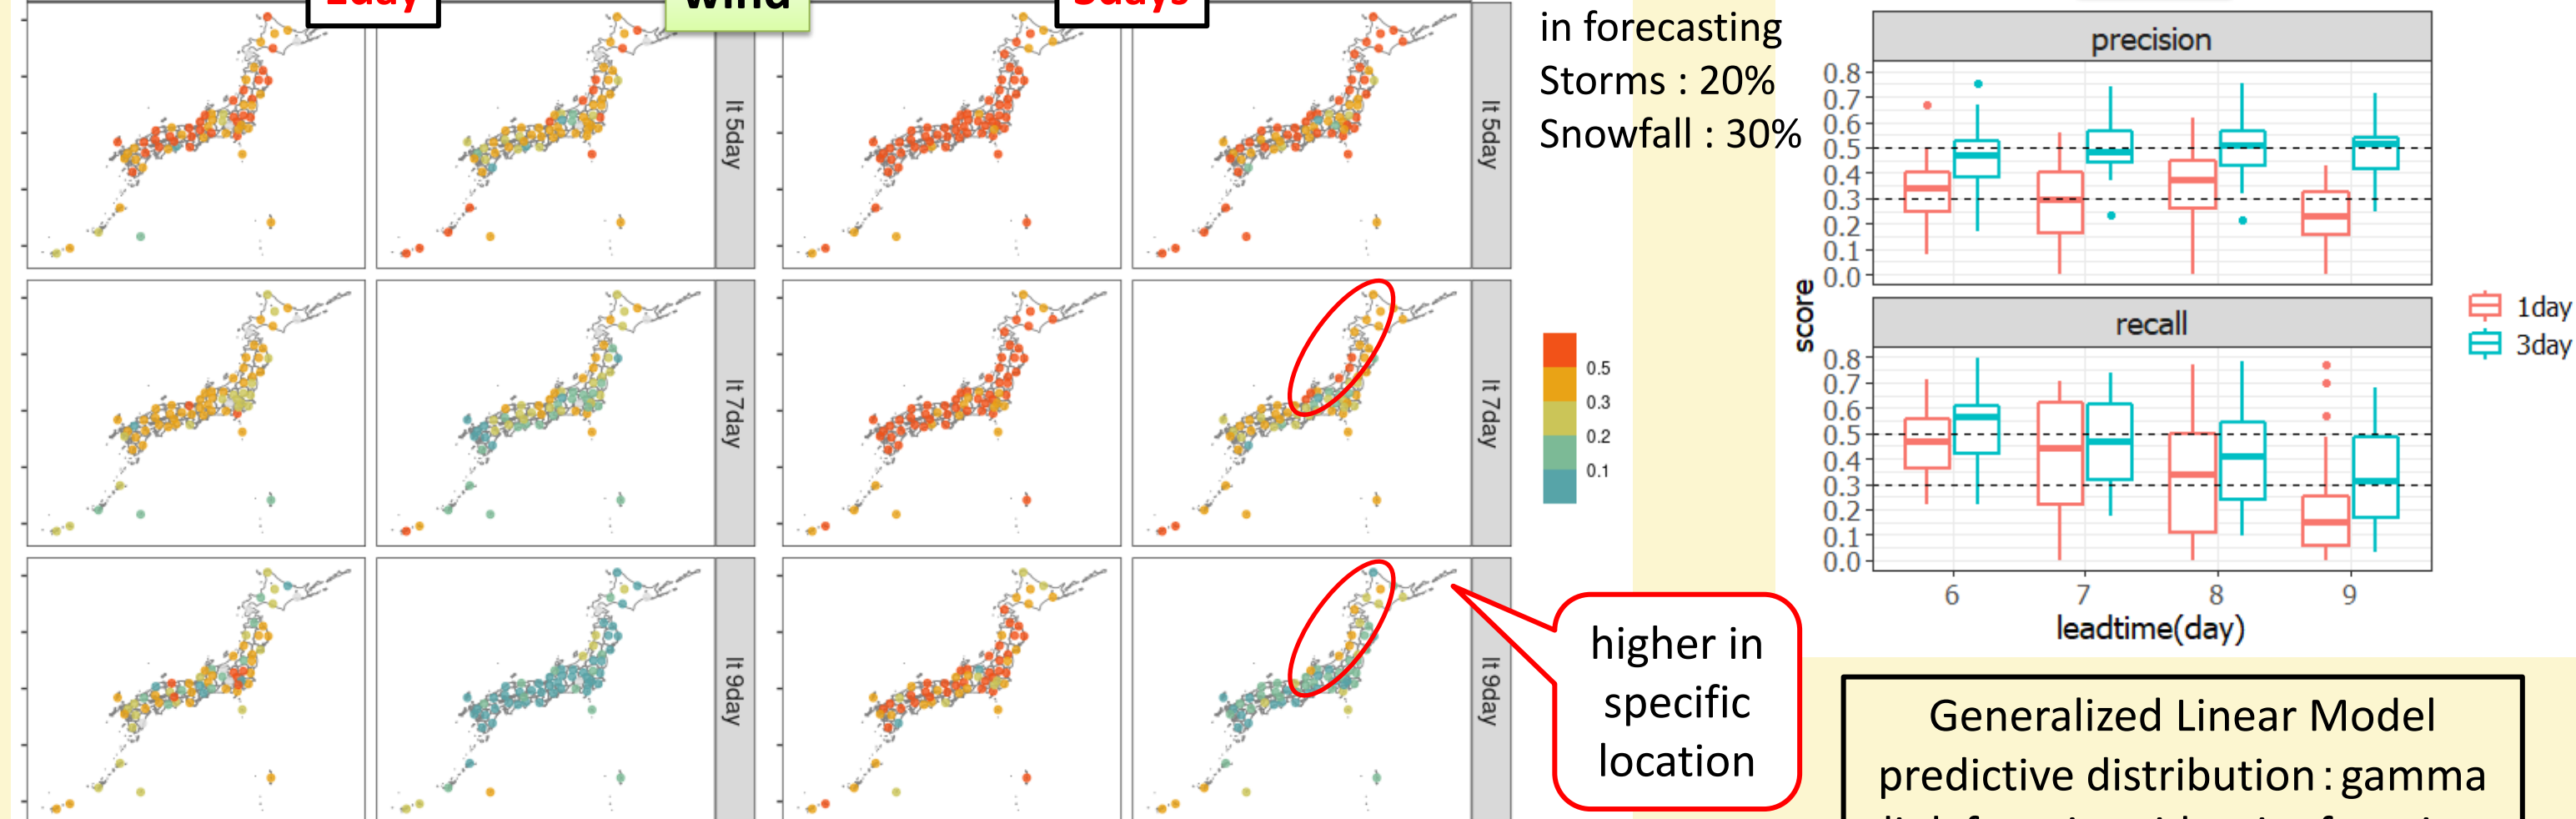 1day
wind
3days
lt 5day
lt 5day
lt 7day
lt 7day
lt 9day
lt 9day
in forecasting
Storms : 20%
Snowfall : 30%
0.5
0.3
0.2
0.1
higher in
specific
location
precision
0.8
0.7
0.6
0.5
0.4
0.3
0.2
0.1
0.0
score
recall
0.8
0.7
0.6
0.5
0.4
0.3
0.2
0.1
0.0
6 7 8 9
leadtime(day)
1day
3day
Generalized Linear Model
predictive distribution : gamma